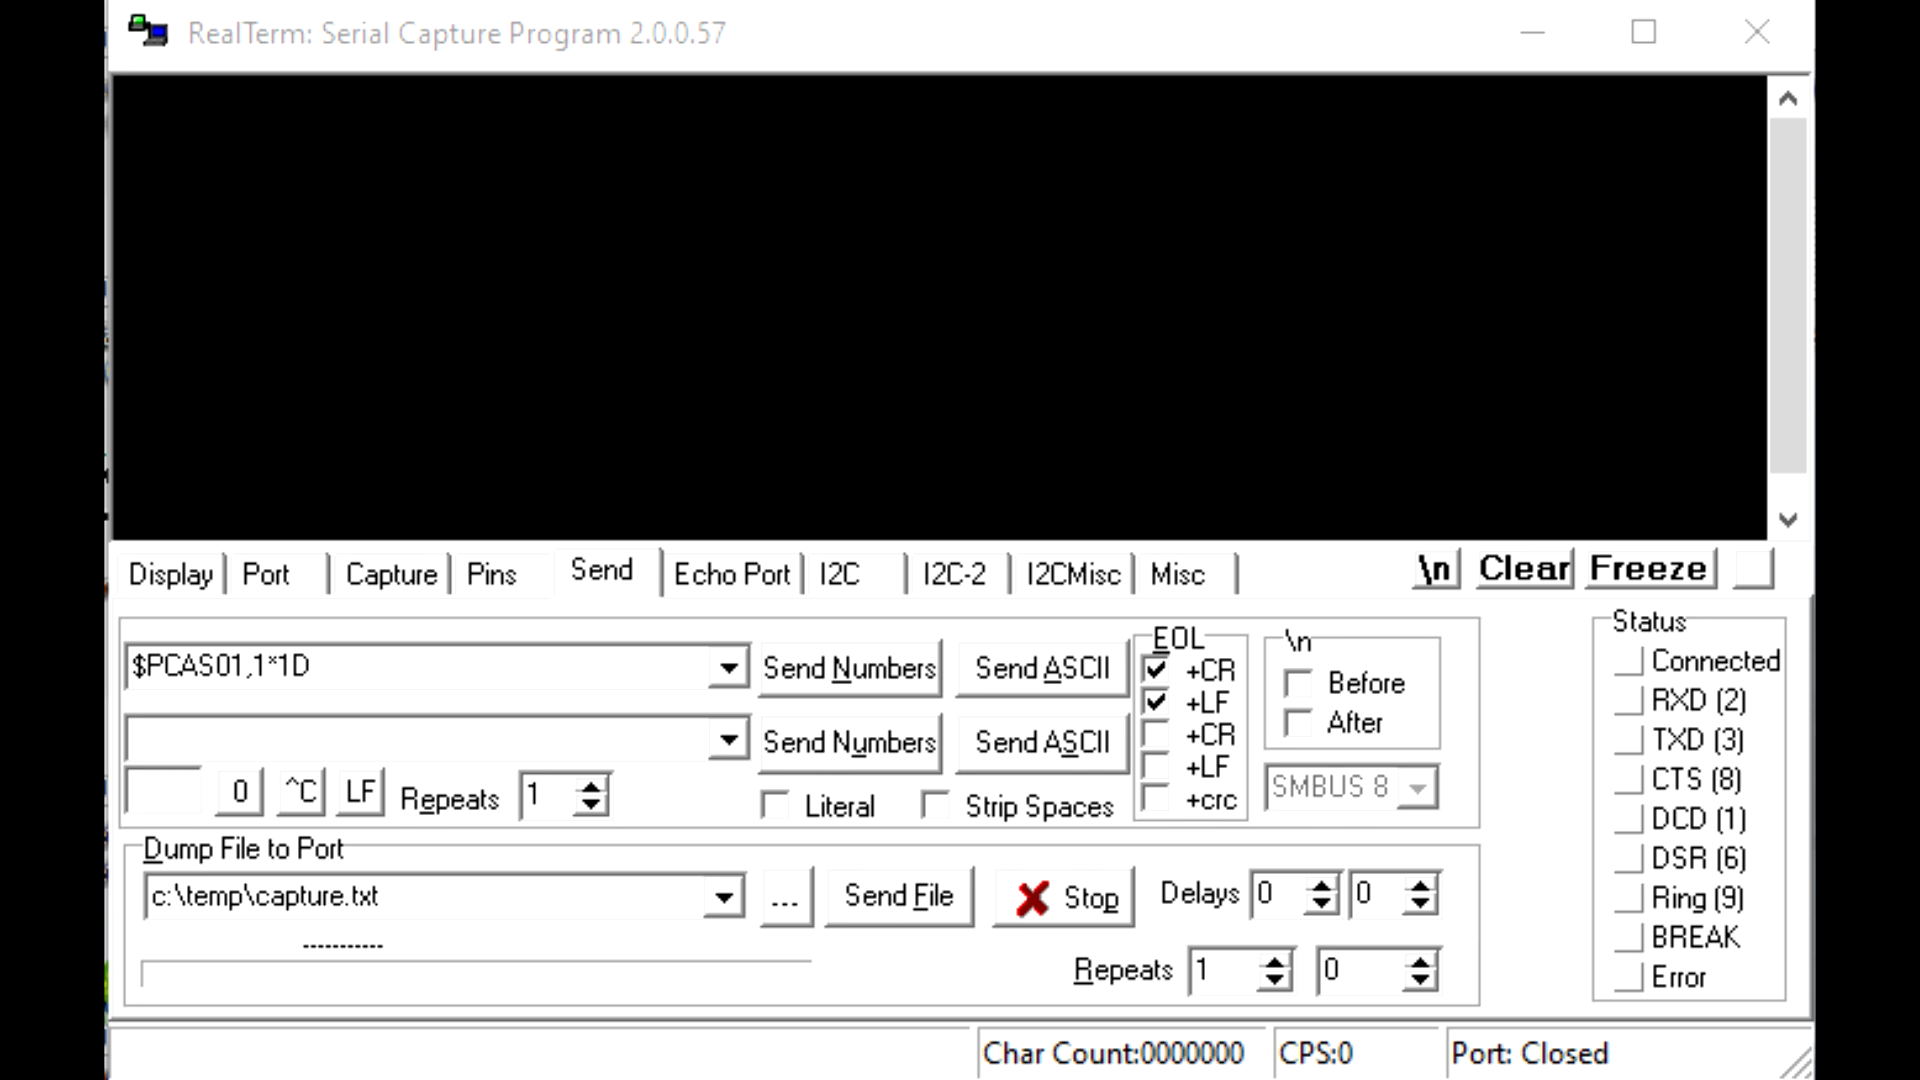 RealTerm: Serial Capture Program 2.0.0.57
Display Port Capture Pins Send Echo Port I2C I2C-2 I2CMisc Misc \n Clear Freeze
$PCAS01,1*1D Send Numbers Send ASCII
Send Numbers Send ASCII
0 ^C LF Repeats 1 Literal Strip Spaces
EOL
+CR
+LF
+CR
+LF
+crc
\n
Before
After
SMBUS 8
Dump File to Port
c:\temp\capture.txt ... Send File Stop Delays 0 0
-----------
Repeats 1 0
Status
Connected
RXD (2)
TXD (3)
CTS (8)
DCD (1)
DSR (6)
Ring (9)
BREAK
Error
Char Count:0000000 CPS:0 Port: Closed